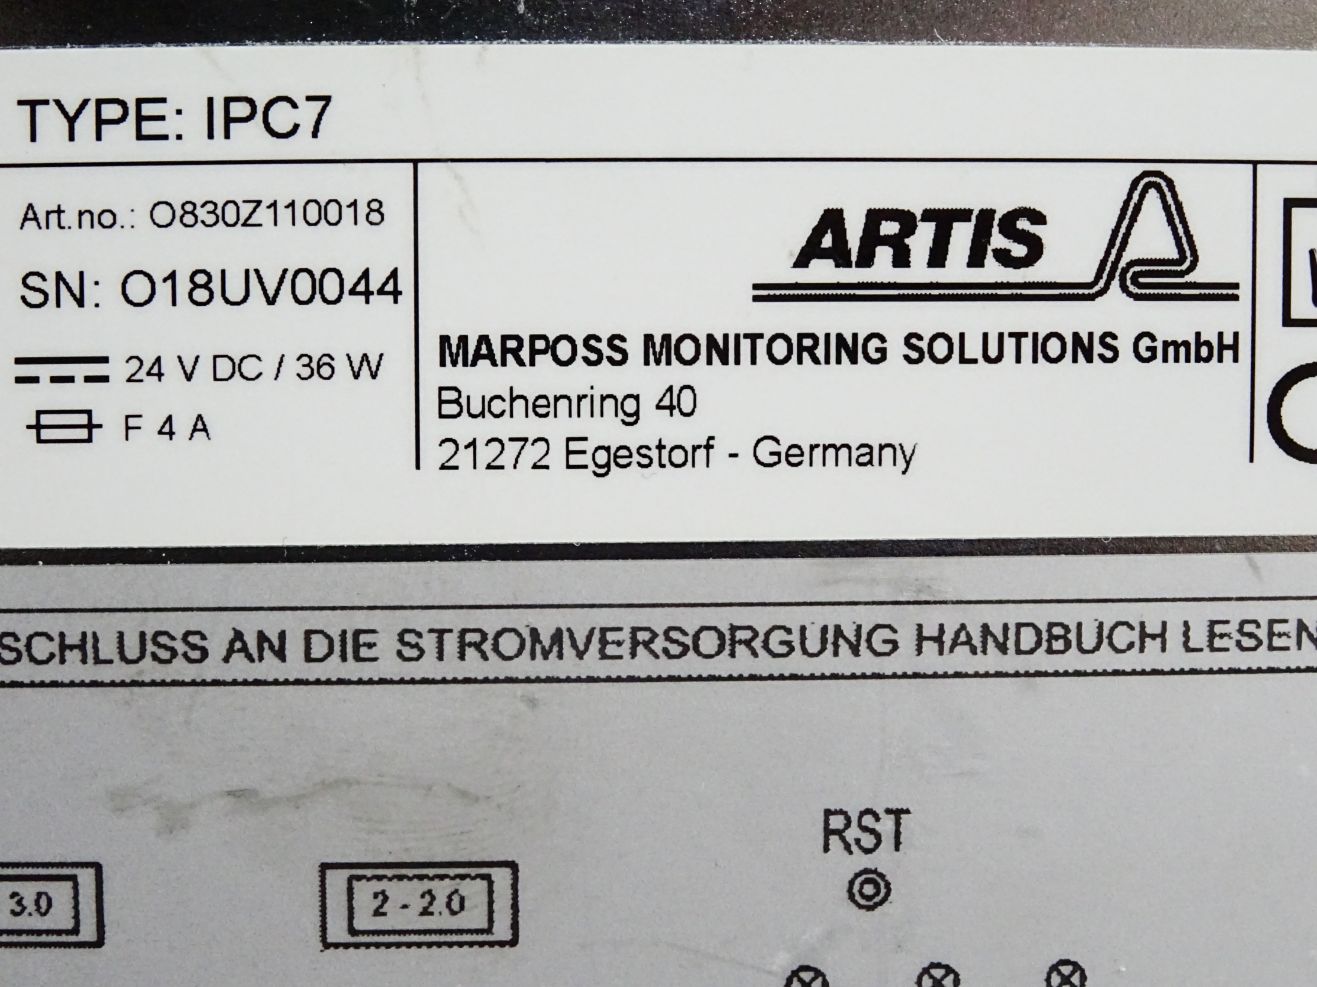 TYPE: IPC7
Art.no.: O830Z110018
SN: O18UV0044
24 V DC / 36 W
F 4 A
ARTIS
MARPOSS MONITORING SOLUTIONS GmbH
Buchenring 40
21272 Egestorf - Germany
SCHLUSS AN DIE STROMVERSORGUNG HANDBUCH LESEN
RST
3.0
2 - 2.0